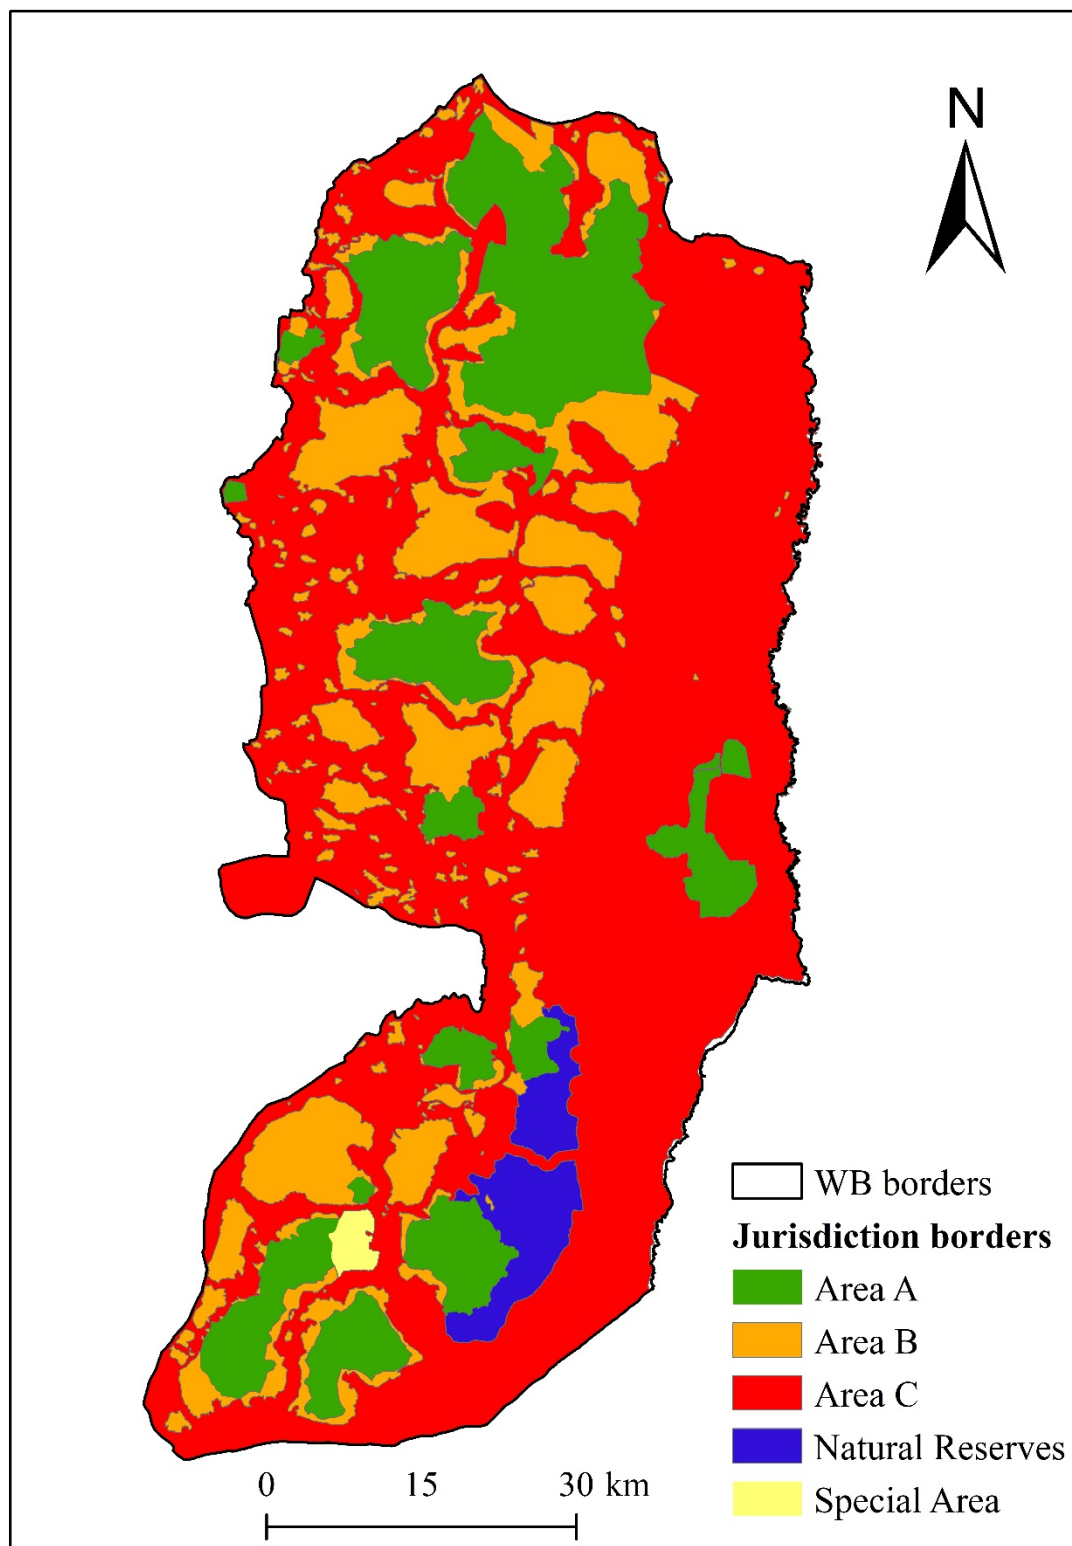 N
WB borders
Jurisdiction borders
Area A
Area B
Area C
Natural Reserves
Special Area
0 15 30 km